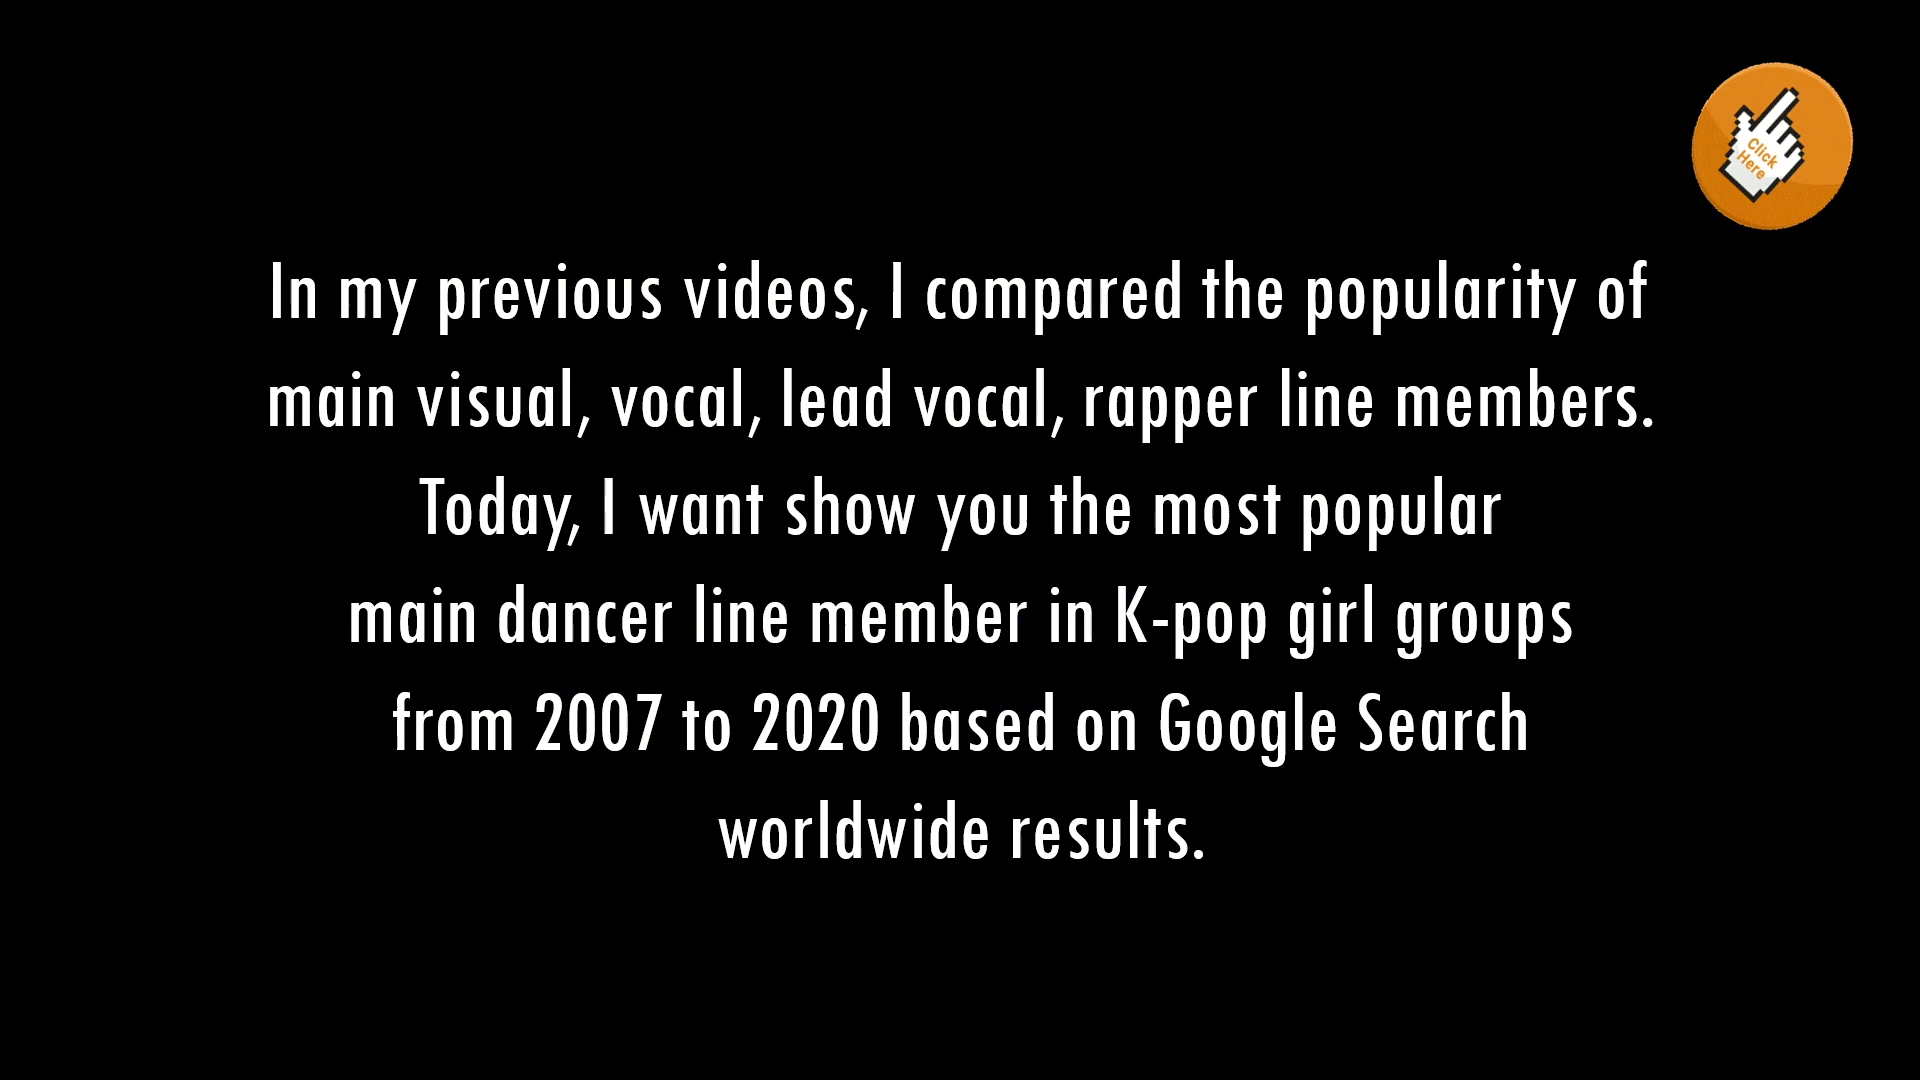 Click
Here
In my previous videos, I compared the popularity of
main visual, vocal, lead vocal, rapper line members.
Today, I want show you the most popular
main dancer line member in K-pop girl groups
from 2007 to 2020 based on Google Search
worldwide results.